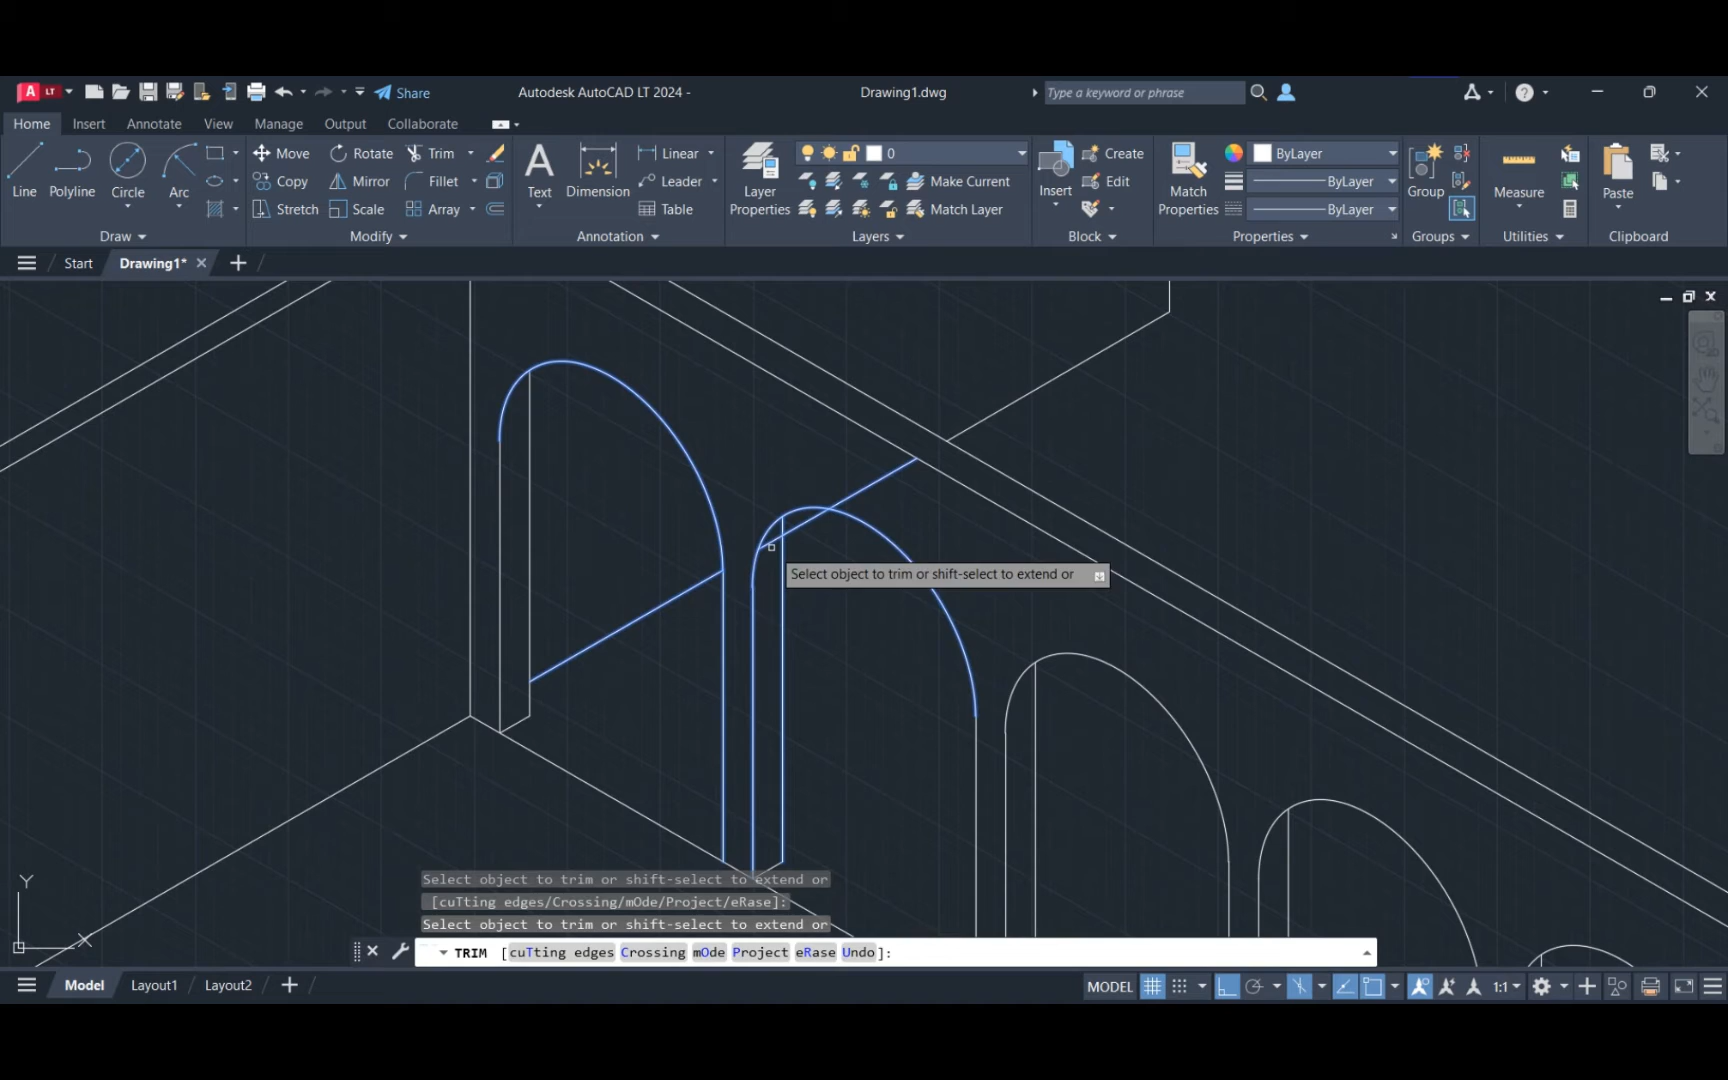 A LT Share Autodesk AutoCAD LT 2024 - Drawing1.dwg Type a keyword or phrase ?
Home Insert Annotate View Manage Output Collaborate
Move Rotate Trim Linear 0 Create ByLayer
Line Polyline Circle Arc Copy Mirror Fillet Text Dimension Leader Layer Properties Make Current Insert Edit Match Properties ByLayer Group Measure Paste
Stretch Scale Array Table Match Layer ByLayer
Draw Modify Annotation Layers Block Properties Groups Utilities Clipboard
Start Drawing1*
Select object to trim or shift-select to extend or
Y
X
Select object to trim or shift-select to extend or
[cuTting edges/Crossing/mOde/Project/eRase]:
Select object to trim or shift-select to extend or
TRIM [cuTting edges Crossing mOde Project eRase Undo]:
Model Layout1 Layout2 MODEL 1:1